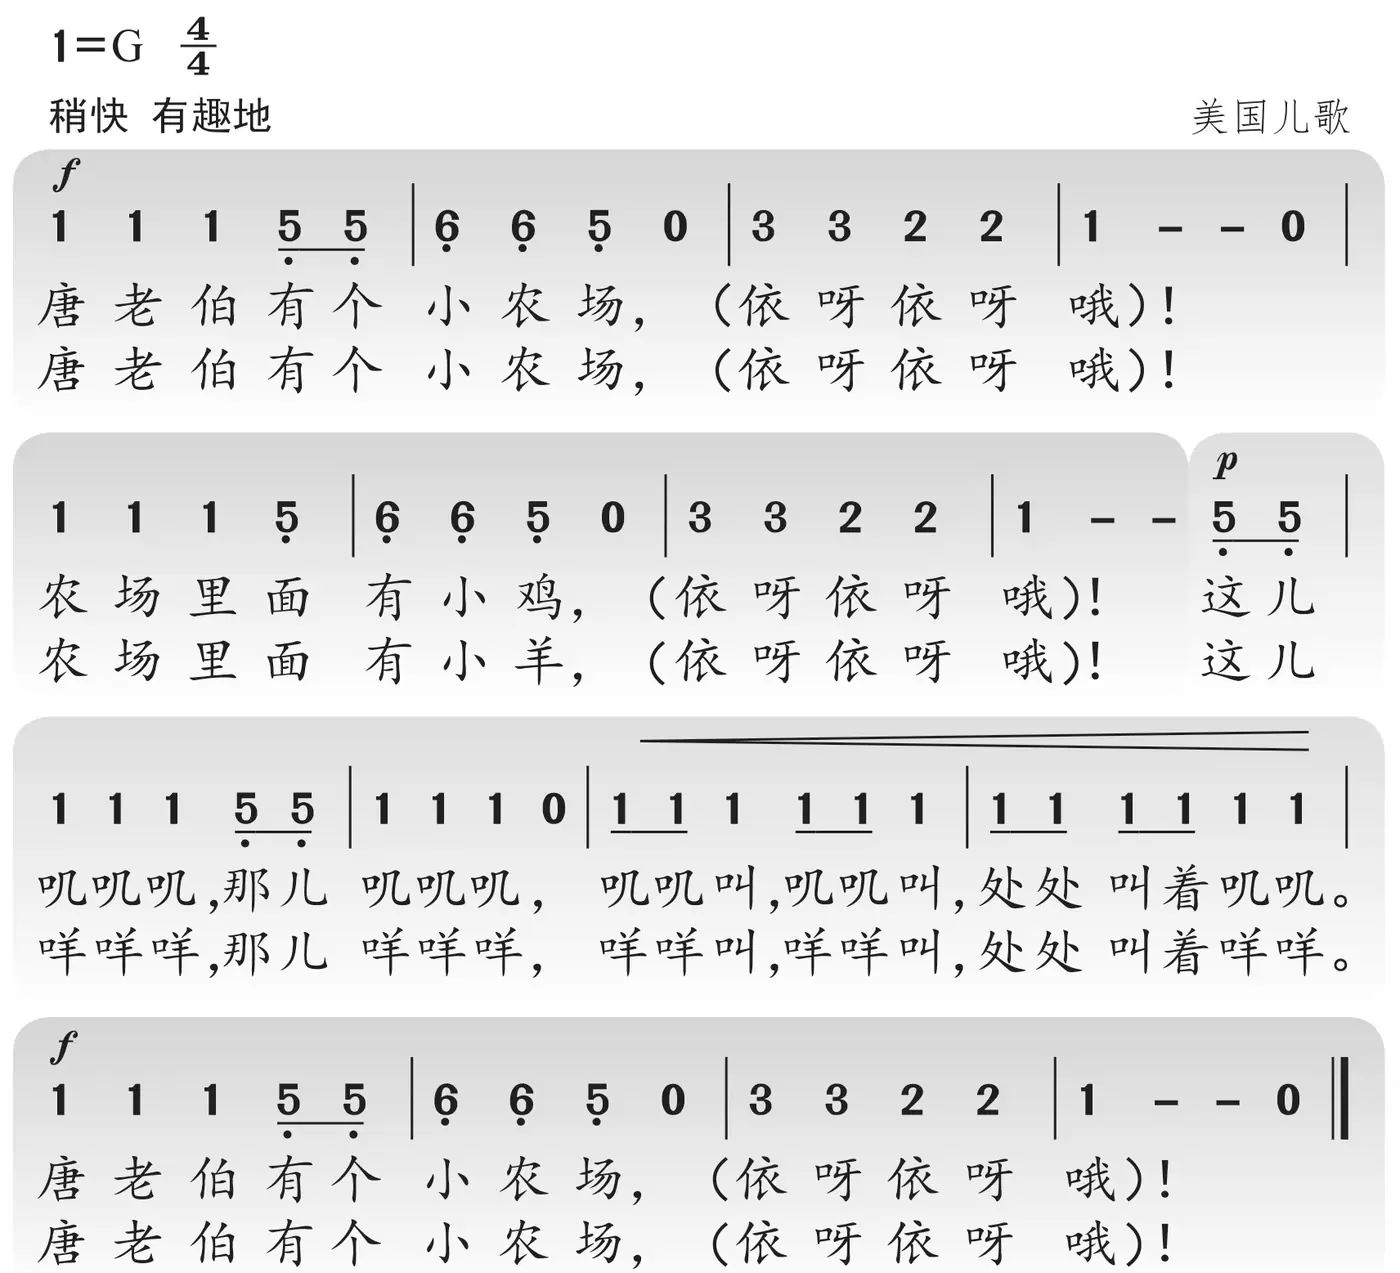 1=G 4/4
稍快 有趣地 美国儿歌
f
1 1 1 5 5 | 6 6 5 0 | 3 3 2 2 | 1 – – 0 |
唐老伯有个 小农场，（依呀依呀 哦）！
唐老伯有个 小农场，（依呀依呀 哦）！
p
1 1 1 5 | 6 6 5 0 | 3 3 2 2 | 1 – – 5 5 |
农场里面 有小鸡，（依呀依呀 哦）！ 这儿
农场里面 有小羊，（依呀依呀 哦）！ 这儿
1 1 1 5 5 | 1 1 1 0 | 1 1 1 1 1 1 | 1 1 1 1 1 1 |
叽叽叽，那儿 叽叽叽， 叽叽叫，叽叽叫，处处 叫着叽叽。
咩咩咩，那儿 咩咩咩， 咩咩叫，咩咩叫，处处 叫着咩咩。
f
1 1 1 5 5 | 6 6 5 0 | 3 3 2 2 | 1 – – 0 ‖
唐老伯有个 小农场，（依呀依呀 哦）！
唐老伯有个 小农场，（依呀依呀 哦）！